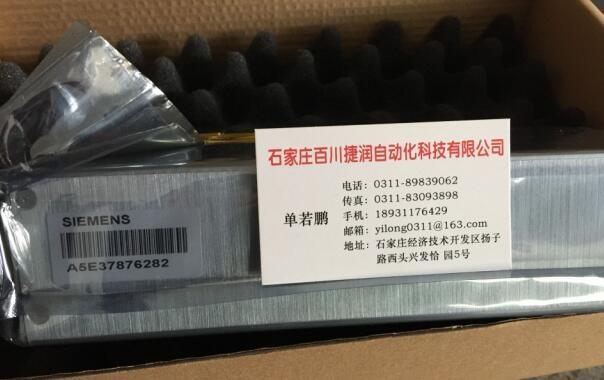 石家庄百川捷润自动化科技有限公司
电话：0311-89839062
传真：0311-83093898
单若鹏
手机：18931176429
邮箱：yilong0311@163.com
地址：石家庄经济技术开发区扬子
路西头兴发恰 园5号
SIEMENS
A5E37876282